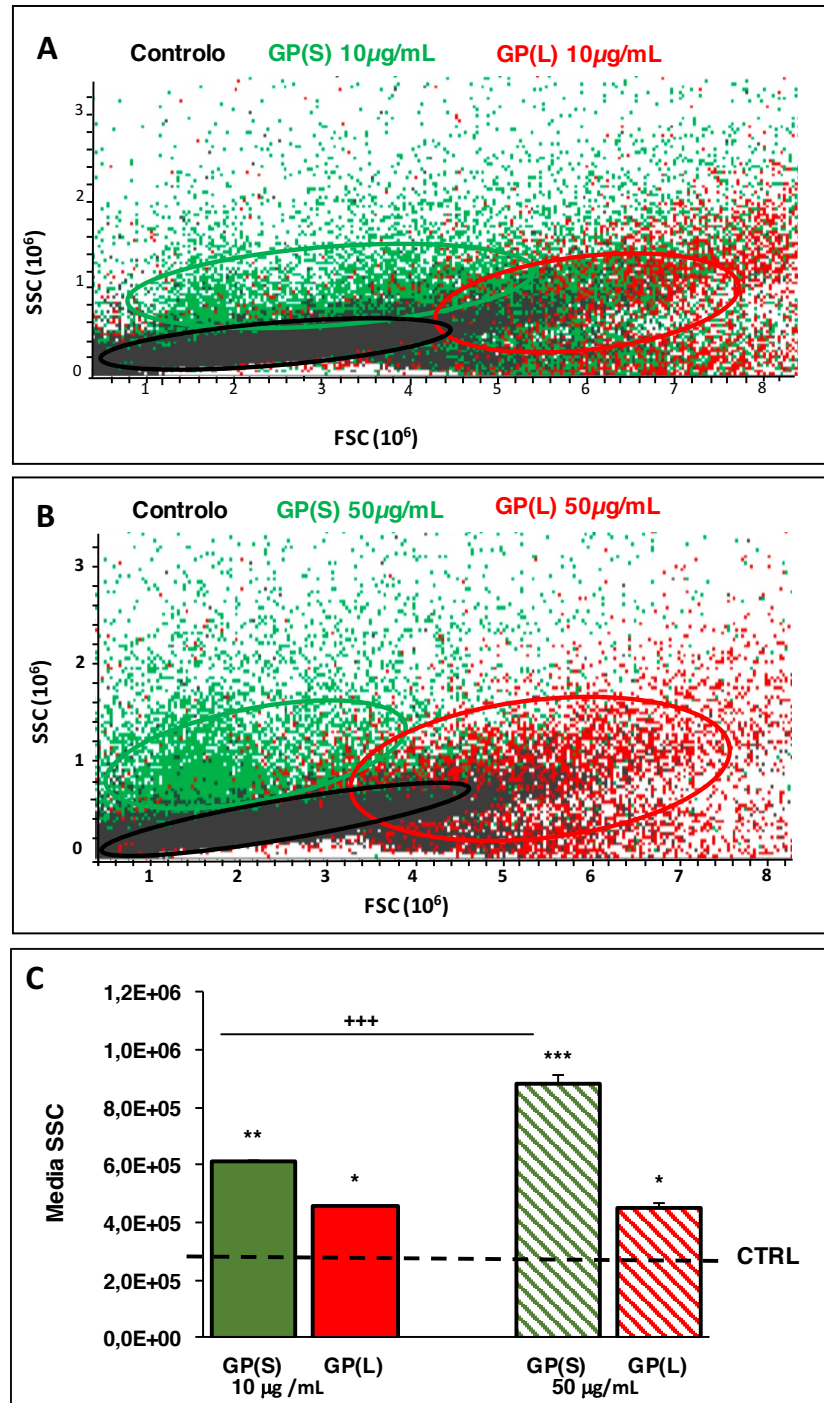 A
Controlo GP(S) 10µg/mL GP(L) 10µg/mL
3
2
1
0
SSC (10⁶)
1 2 3 4 5 6 7 8
FSC (10⁶)
B
Controlo GP(S) 50µg/mL GP(L) 50µg/mL
3
2
1
0
SSC (10⁶)
1 2 3 4 5 6 7 8
FSC (10⁶)
C
1,2E+06
1,0E+06
8,0E+05
6,0E+05
4,0E+05
2,0E+05
0,0E+00
Media SSC
+++
***
**
*
*
CTRL
GP(S) GP(L) GP(S) GP(L)
10 µg /mL 50 µg/mL